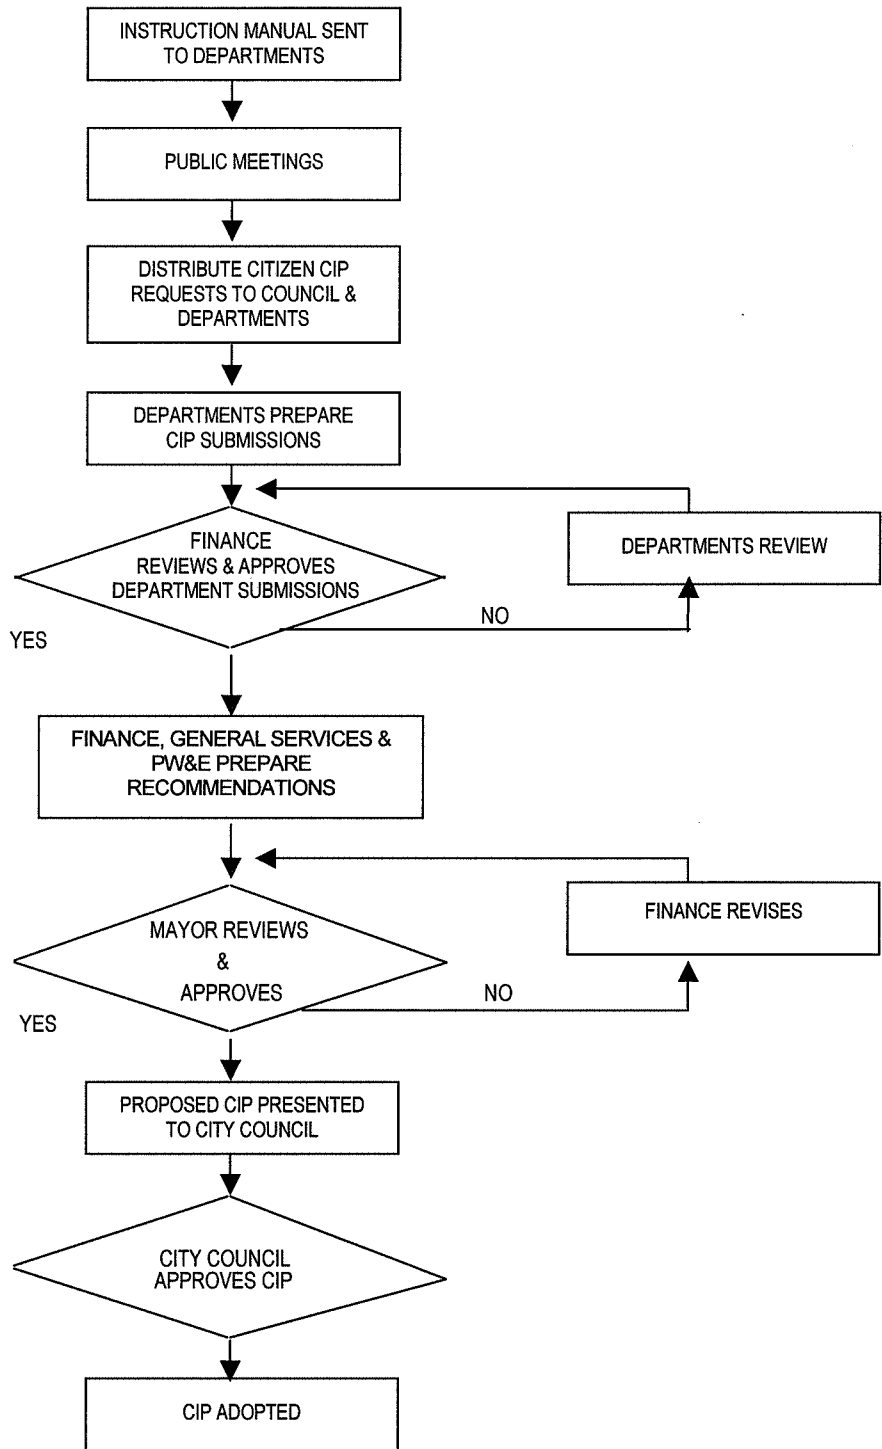 INSTRUCTION MANUAL SENT
TO DEPARTMENTS
PUBLIC MEETINGS
DISTRIBUTE CITIZEN CIP
REQUESTS TO COUNCIL &
DEPARTMENTS
DEPARTMENTS PREPARE
CIP SUBMISSIONS
FINANCE
REVIEWS & APPROVES
DEPARTMENT SUBMISSIONS
DEPARTMENTS REVIEW
NO
YES
FINANCE, GENERAL SERVICES &
PW&E PREPARE
RECOMMENDATIONS
MAYOR REVIEWS
&
APPROVES
FINANCE REVISES
NO
YES
PROPOSED CIP PRESENTED
TO CITY COUNCIL
CITY COUNCIL
APPROVES CIP
CIP ADOPTED